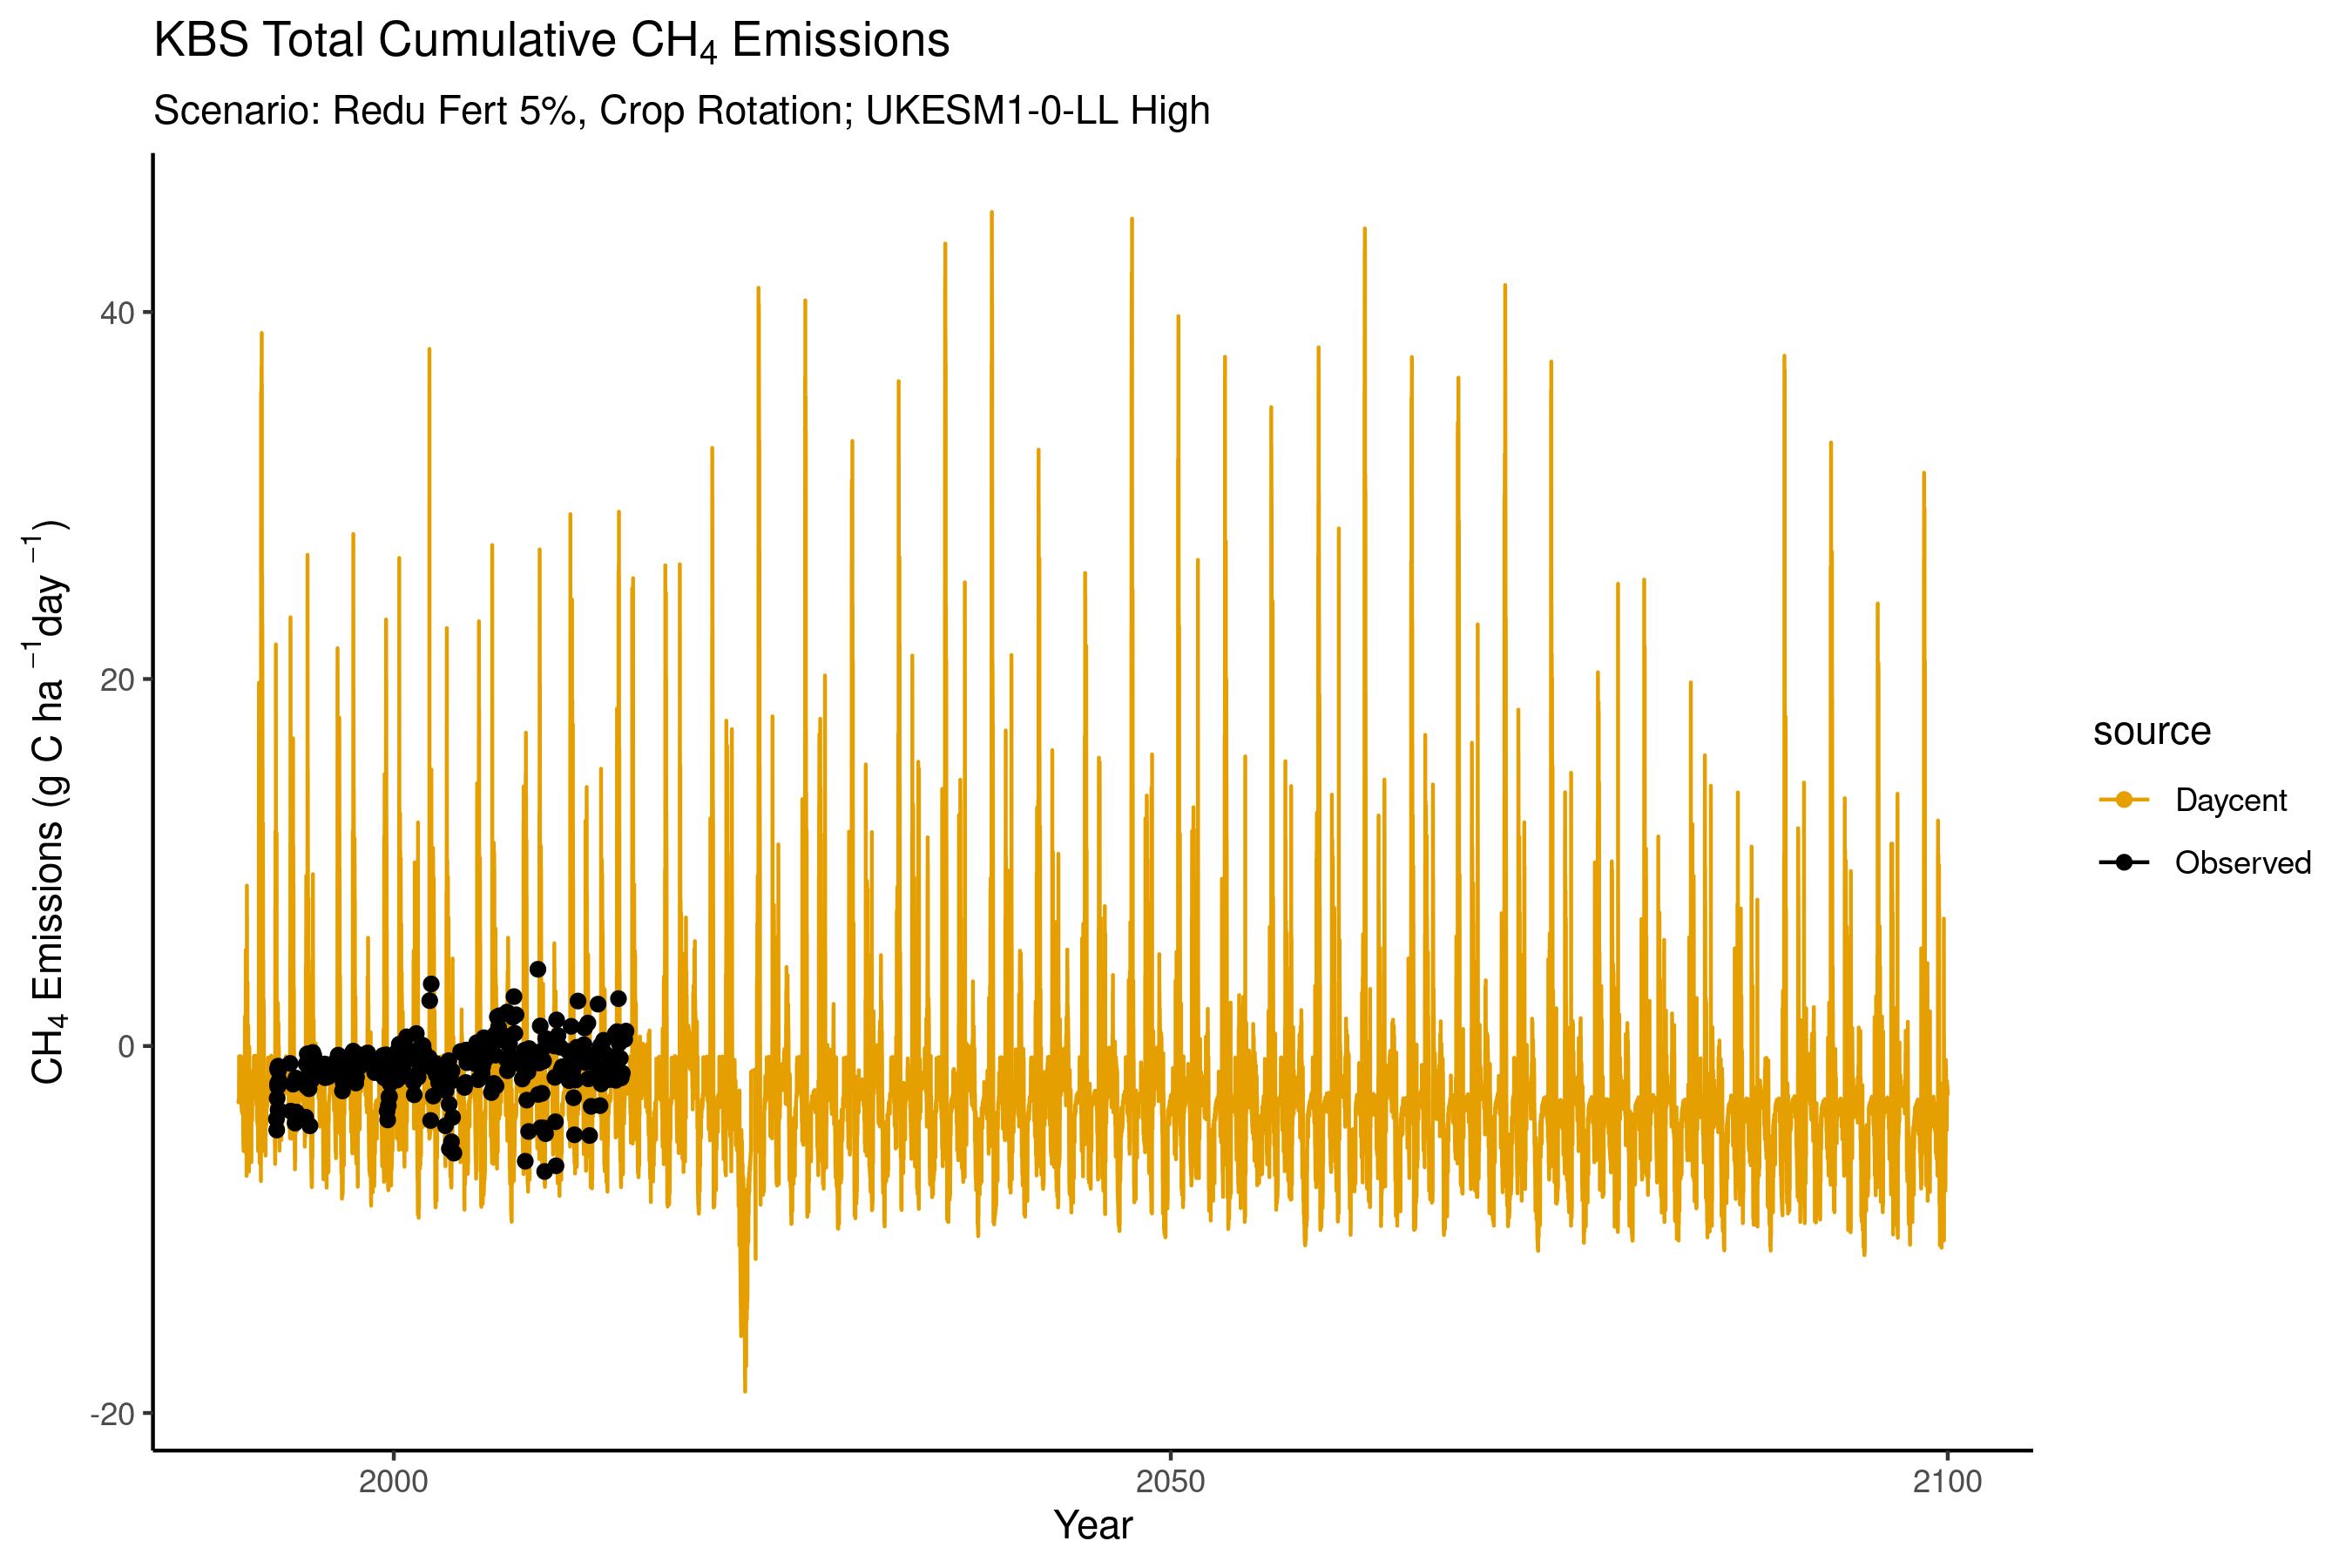 KBS Total Cumulative CH₄ Emissions
Scenario: Redu Fert 5%, Crop Rotation; UKESM1-0-LL High
CH₄ Emissions (g C ha ⁻¹day ⁻¹)
40
20
0
-20
2000
2050
2100
Year
source
Daycent
Observed